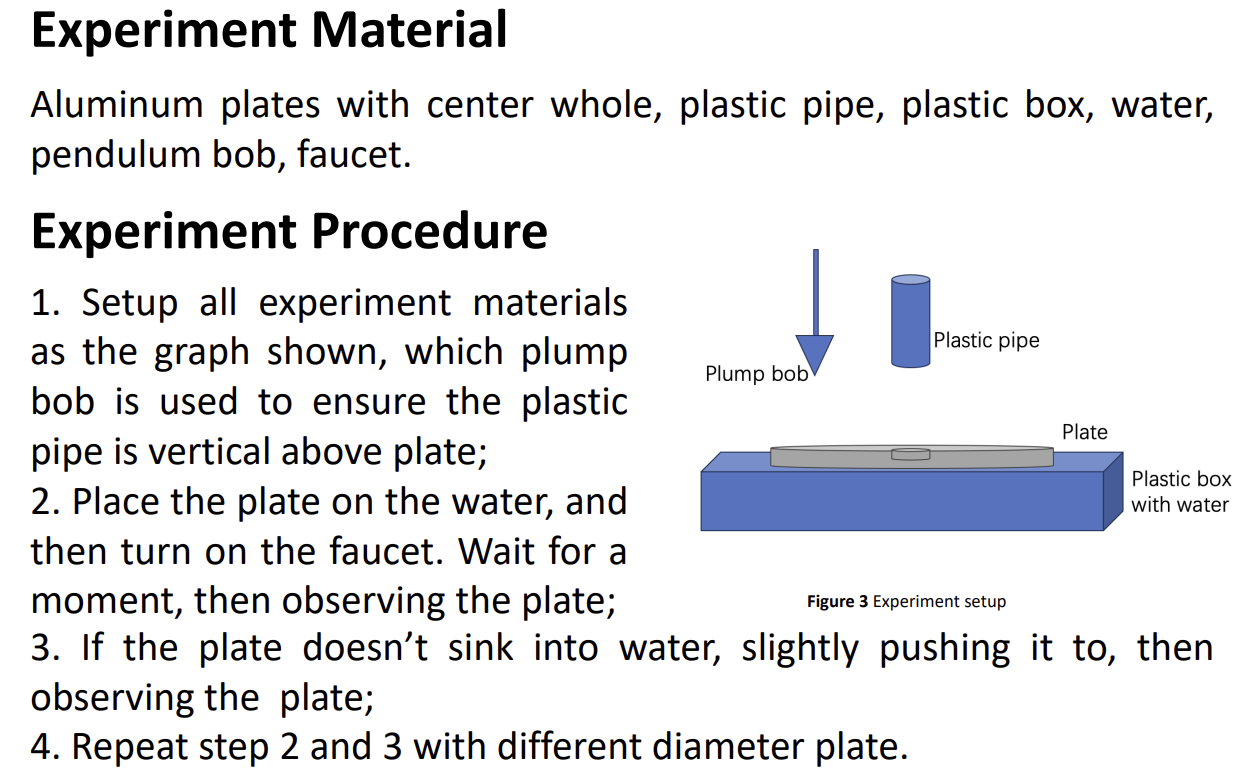 Experiment Material
Aluminum plates with center whole, plastic pipe, plastic box, water,
pendulum bob, faucet.
Experiment Procedure
1. Setup all experiment materials
as the graph shown, which plump
bob is used to ensure the plastic
pipe is vertical above plate;
2. Place the plate on the water, and
then turn on the faucet. Wait for a
moment, then observing the plate;
Plastic pipe
Plump bob
Plate
Plastic box
with water
Figure 3 Experiment setup
3. If the plate doesn’t sink into water, slightly pushing it to, then
observing the plate;
4. Repeat step 2 and 3 with different diameter plate.